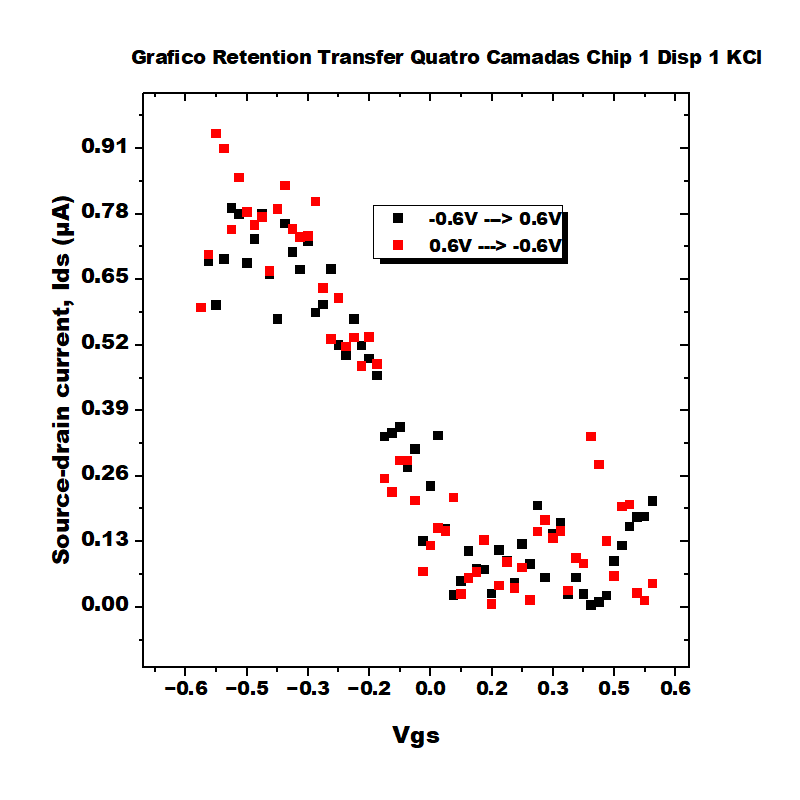 Grafico Retention Transfer Quatro Camadas Chip 1 Disp 1 KCl
Source-drain current, Ids (µA)
0.91
0.78
0.65
0.52
0.39
0.26
0.13
0.00
-0.6V ---> 0.6V
0.6V ---> -0.6V
−0.6 −0.5 −0.3 −0.2 0.0 0.2 0.3 0.5 0.6
Vgs